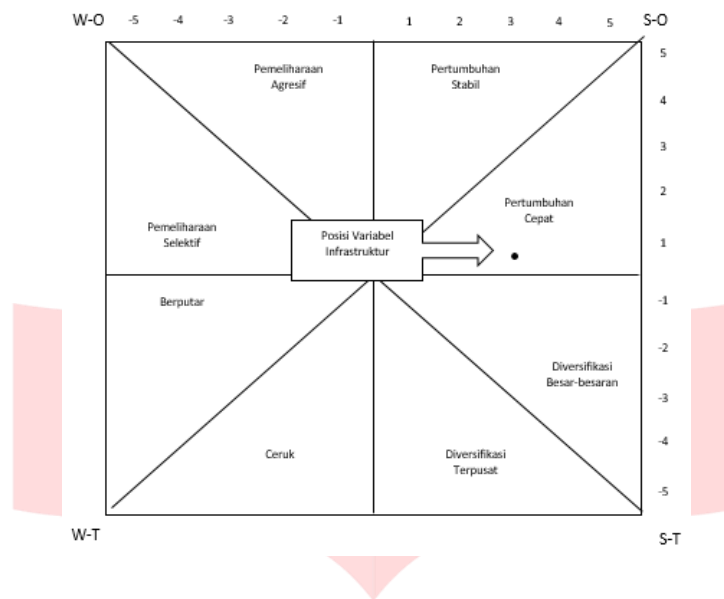 W-O -5 -4 -3 -2 -1 1 2 3 4 5 S-O
5
4
3
2
1
-1
-2
-3
-4
-5
Pemeliharaan
Agresif
Pertumbuhan
Stabil
Pertumbuhan
Cepat
Pemeliharaan
Selektif
Posisi Variabel
Infrastruktur
Berputar
Diversifikasi
Besar-besaran
Ceruk
Diversifikasi
Terpusat
W-T
S-T